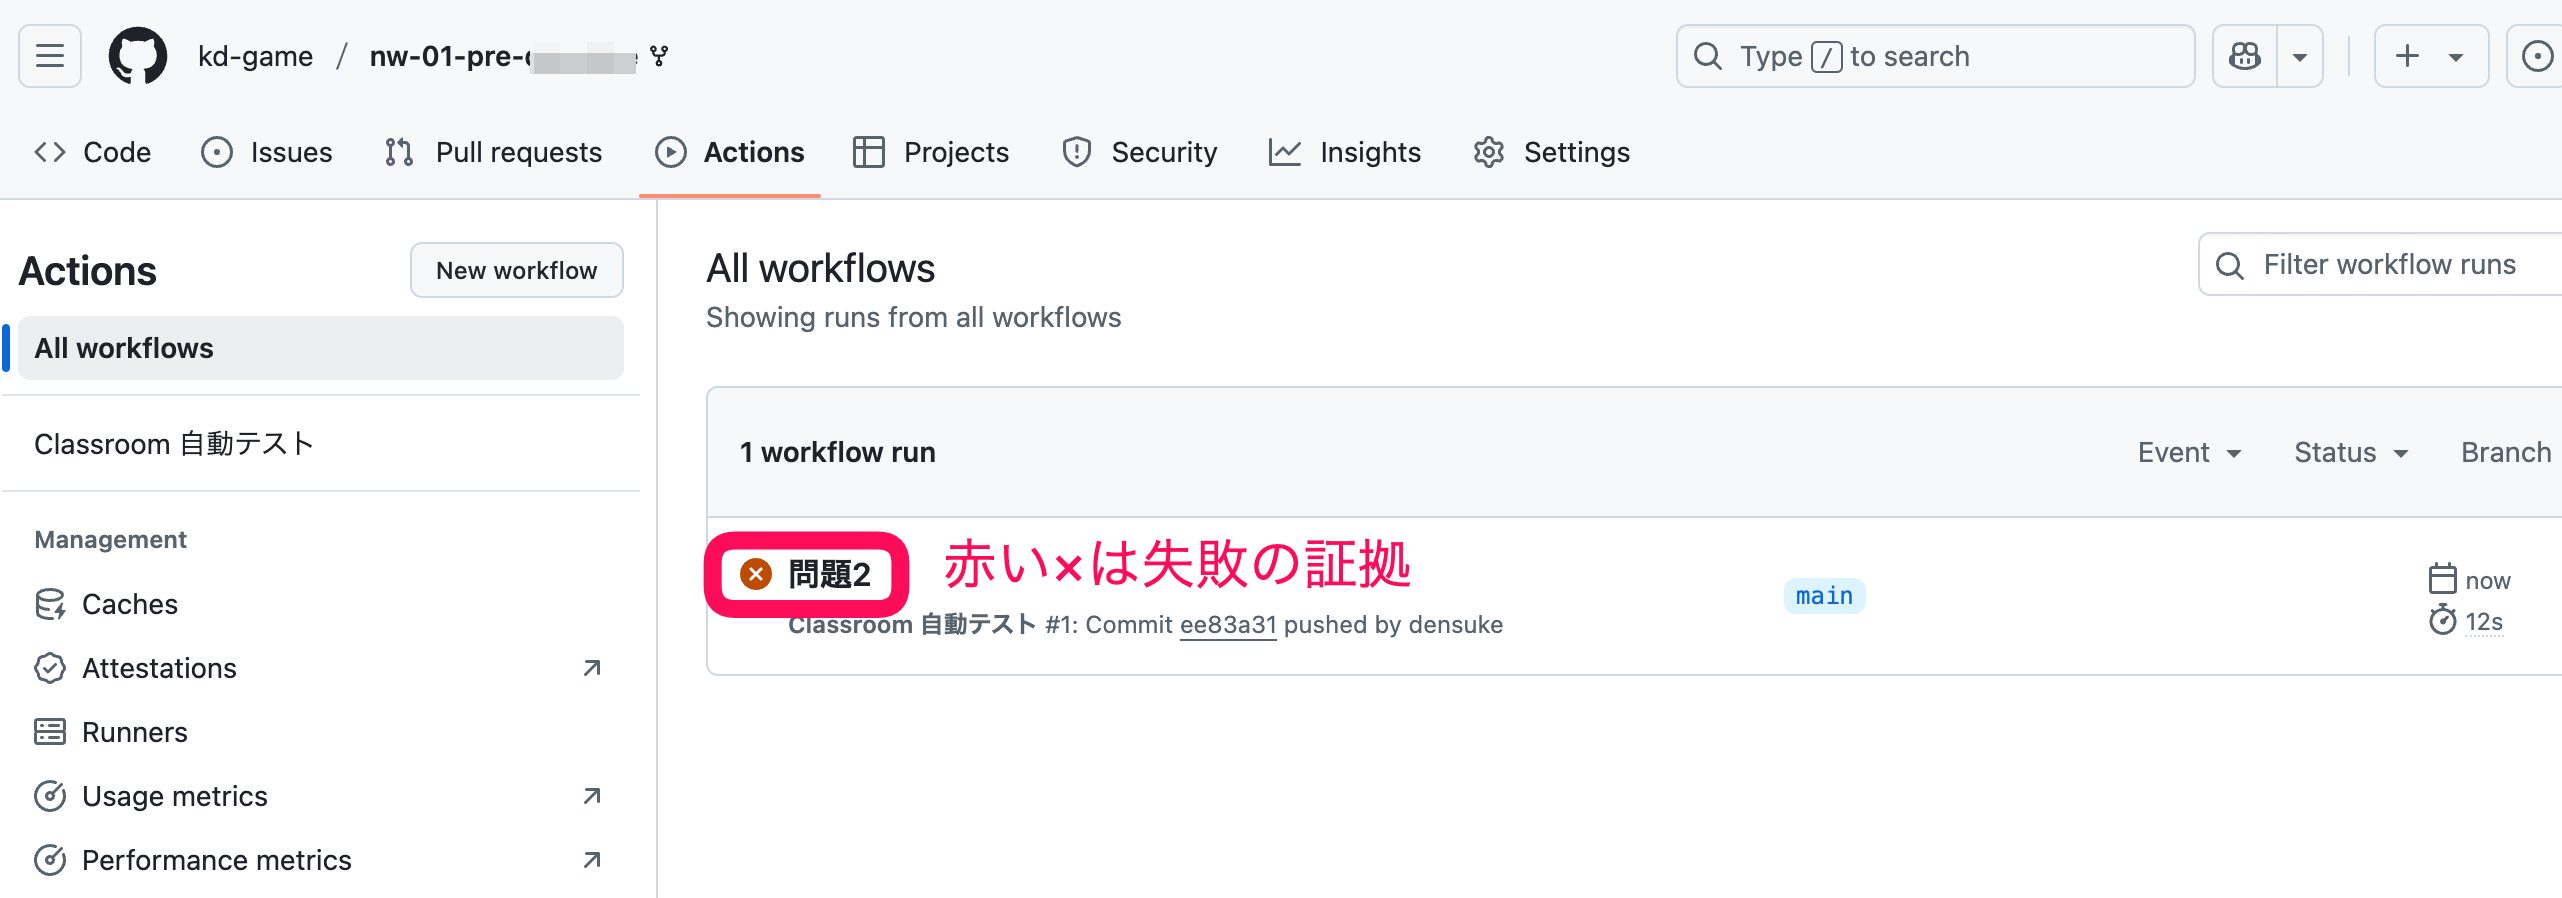 kd-game / nw-01-pre-
Type / to search
Code Issues Pull requests Actions Projects Security Insights Settings
Actions
New workflow
All workflows
Classroom 自動テスト
Management
Caches
Attestations
Runners
Usage metrics
Performance metrics
All workflows
Showing runs from all workflows
Filter workflow runs
1 workflow run
Event Status Branch
問題2 赤い×は失敗の証拠
Classroom 自動テスト #1: Commit ee83a31 pushed by densuke
main
now
12s